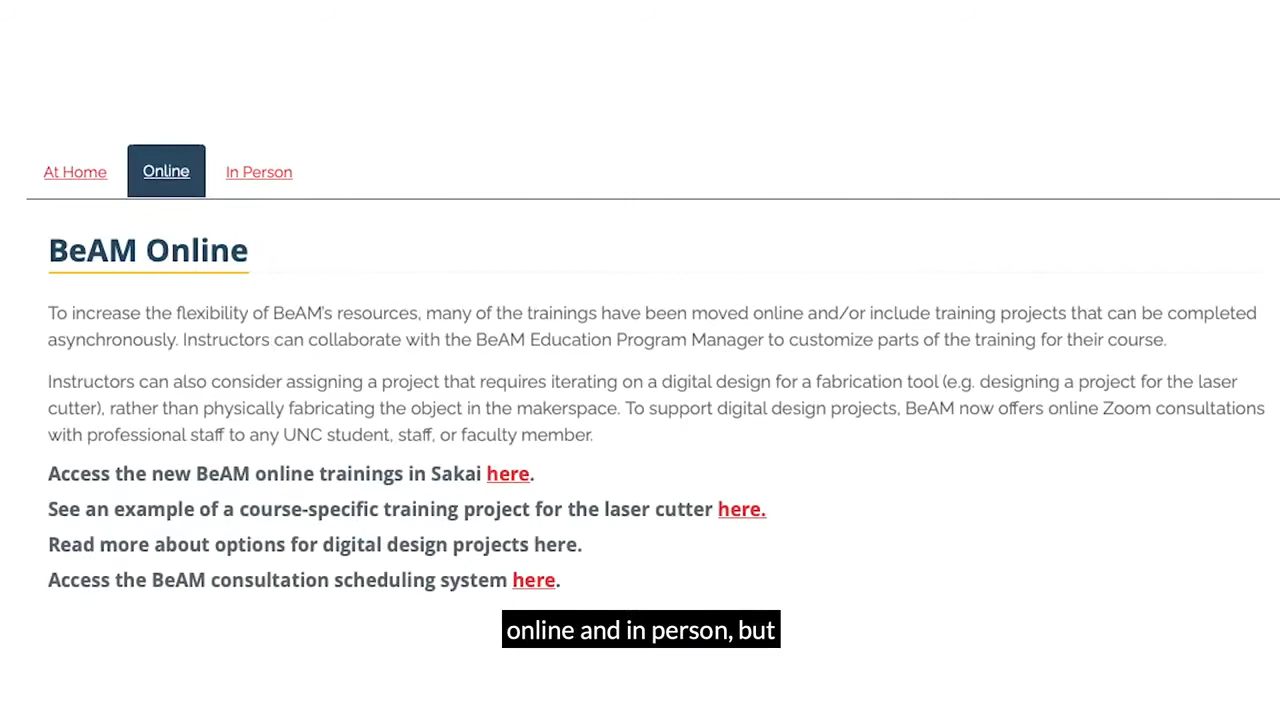 At Home Online In Person
BeAM Online
To increase the flexibility of BeAM's resources, many of the trainings have been moved online and/or include training projects that can be completed
asynchronously. Instructors can collaborate with the BeAM Education Program Manager to customize parts of the training for their course.
Instructors can also consider assigning a project that requires iterating on a digital design for a fabrication tool (e.g. designing a project for the laser
cutter), rather than physically fabricating the object in the makerspace. To support digital design projects, BeAM now offers online Zoom consultations
with professional staff to any UNC student, staff, or faculty member.
Access the new BeAM online trainings in Sakai here.
See an example of a course-specific training project for the laser cutter here.
Read more about options for digital design projects here.
Access the BeAM consultation scheduling system here.
online and in person, but